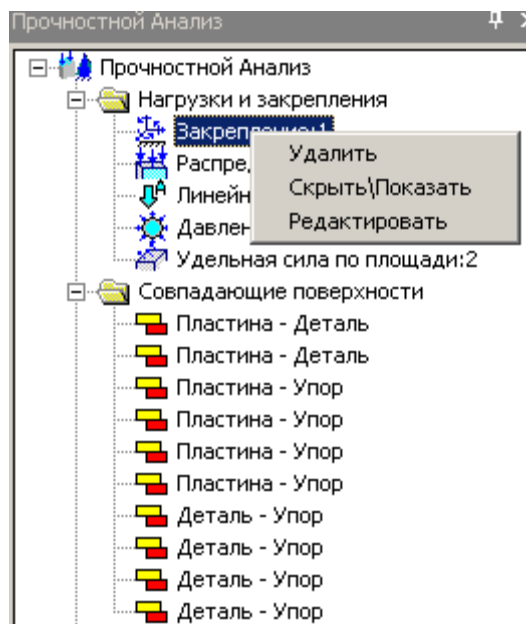 Прочностной Анализ
Прочностной Анализ
Нагрузки и закрепления
Закрепление:1
Удалить
Скрыть\Показать
Редактировать
Удельная сила по площади:2
Совпадающие поверхности
Пластина - Деталь
Пластина - Деталь
Пластина - Упор
Пластина - Упор
Пластина - Упор
Пластина - Упор
Деталь - Упор
Деталь - Упор
Деталь - Упор
Деталь - Упор